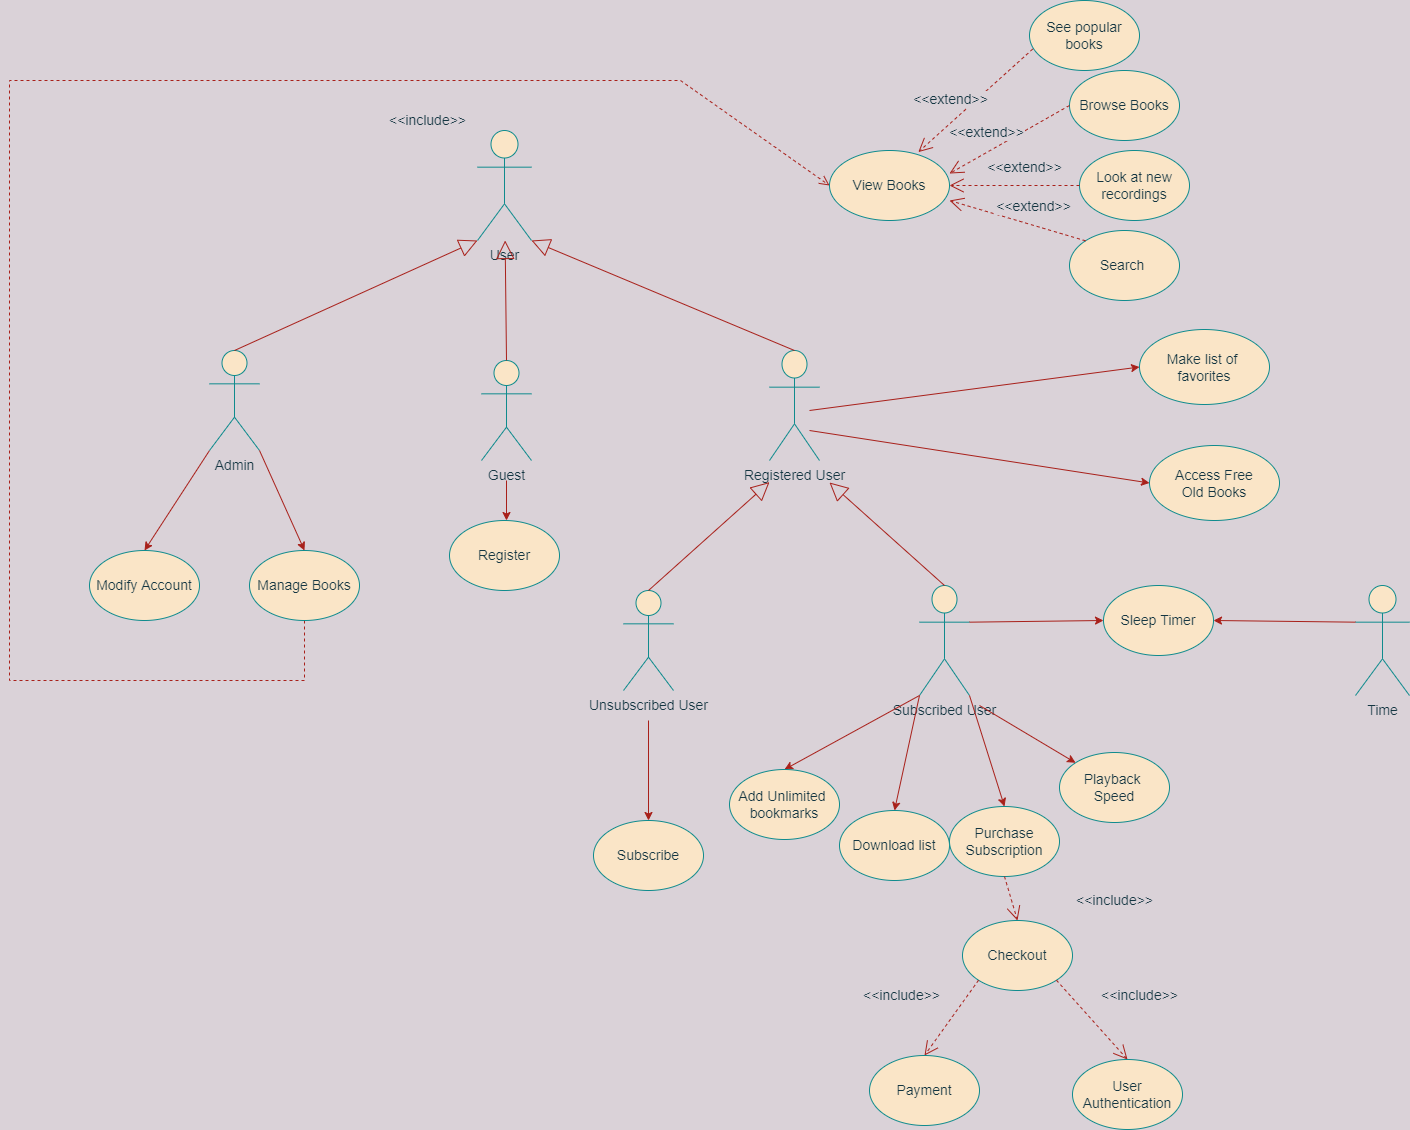 See popular
books
<<extend>>
Browse Books
<<include>>
<<extend>>
<<extend>>
View Books
Look at new
recordings
<<extend>>
User
Search
Make list of
favorites
Admin
Guest
Registered User
Access Free
Old Books
Register
Modify Account
Manage Books
Sleep Timer
Unsubscribed User
Subscribed User
Time
Playback
Speed
Add Unlimited
bookmarks
Download list
Purchase
Subscription
Subscribe
<<include>>
Checkout
<<include>>
<<include>>
Payment
User
Authentication